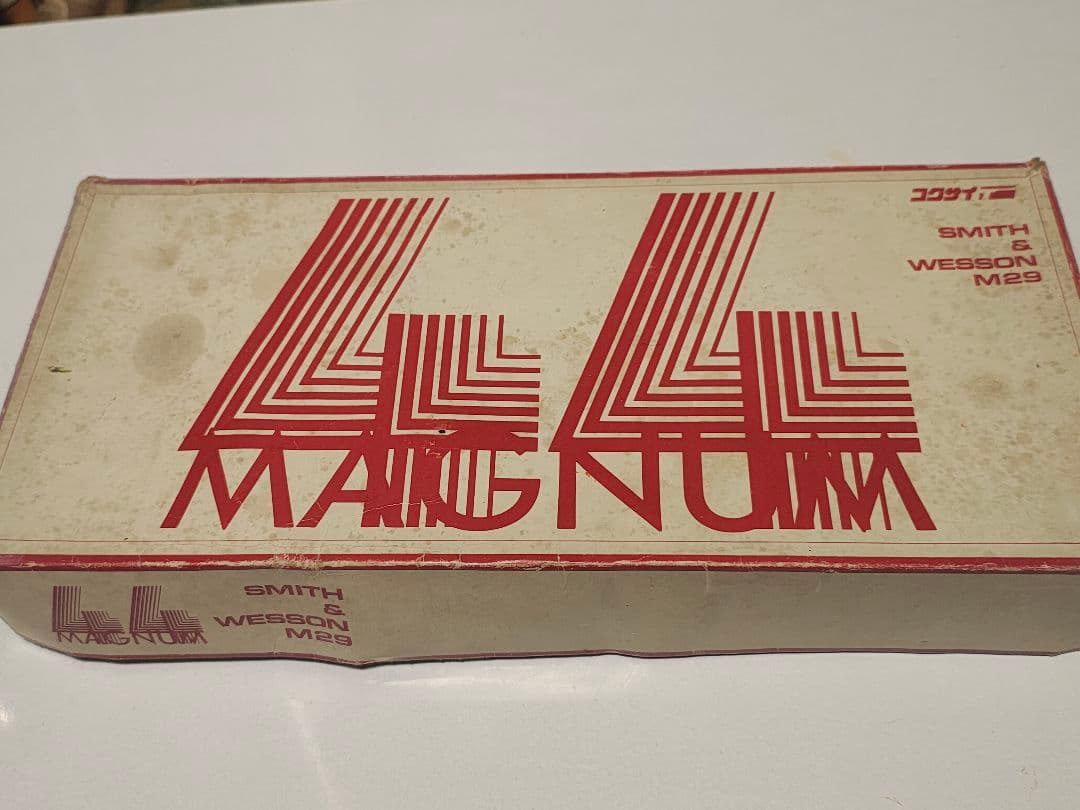 コクサイ
SMITH
&
WESSON
M29
44
MAGNUM
44
MAGNUM
SMITH
&
WESSON
M29